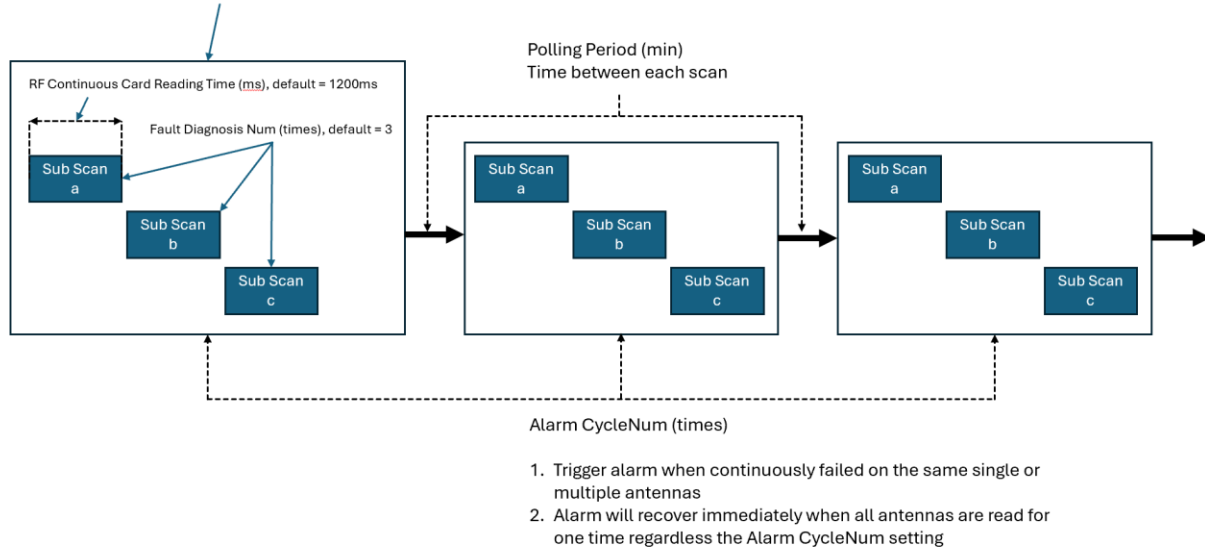 Polling Period (min)
Time between each scan
RF Continuous Card Reading Time (ms), default = 1200ms
Fault Diagnosis Num (times), default = 3
Sub Scan
a
Sub Scan
b
Sub Scan
c
Sub Scan
a
Sub Scan
b
Sub Scan
c
Sub Scan
a
Sub Scan
b
Sub Scan
c
Alarm CycleNum (times)
1. Trigger alarm when continuously failed on the same single or
multiple antennas
2. Alarm will recover immediately when all antennas are read for
one time regardless the Alarm CycleNum setting